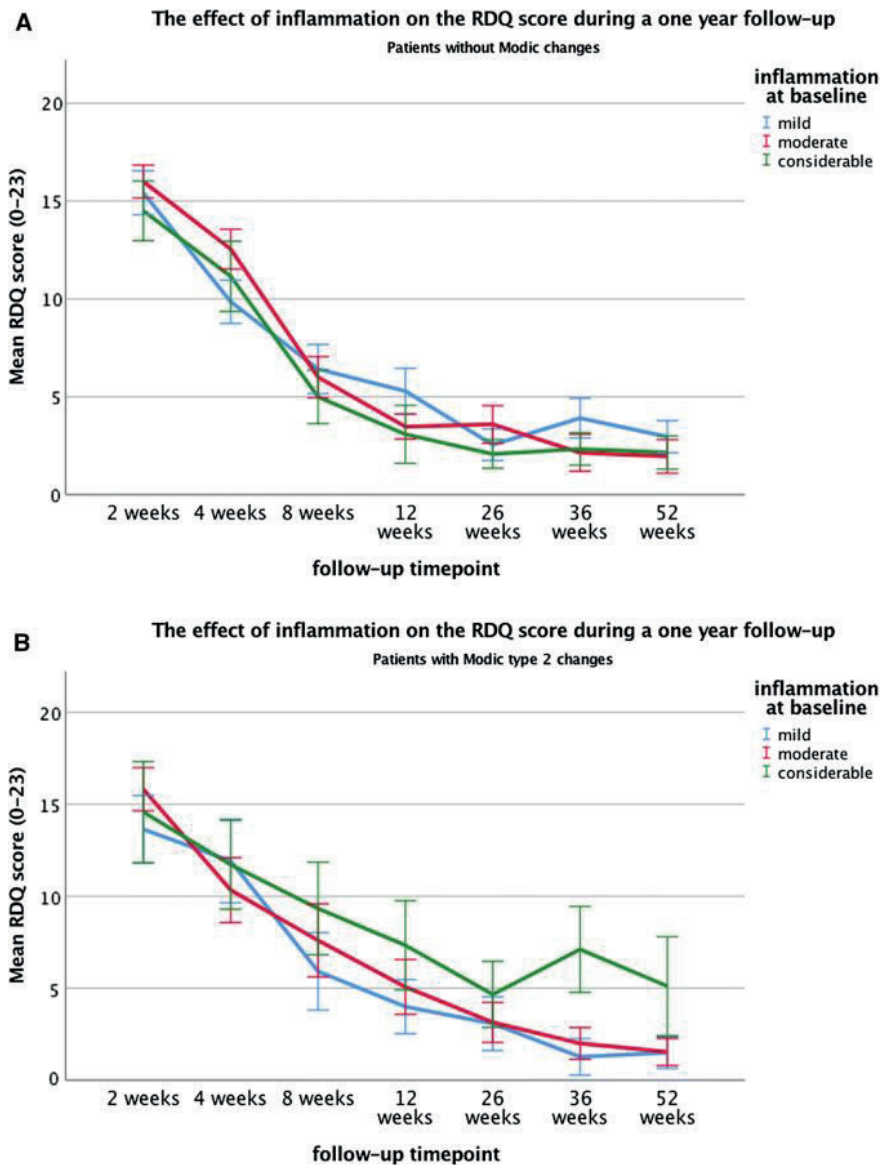 A
The effect of inflammation on the RDQ score during a one year follow-up
Patients without Modic changes
inflammation
at baseline
mild
moderate
considerable
Mean RDQ score (0-23)
20
15
10
5
0
2 weeks 4 weeks 8 weeks 12 weeks 26 weeks 36 weeks 52 weeks
follow-up timepoint
B
The effect of inflammation on the RDQ score during a one year follow-up
Patients with Modic type 2 changes
inflammation
at baseline
mild
moderate
considerable
Mean RDQ score (0-23)
20
15
10
5
0
2 weeks 4 weeks 8 weeks 12 weeks 26 weeks 36 weeks 52 weeks
follow-up timepoint